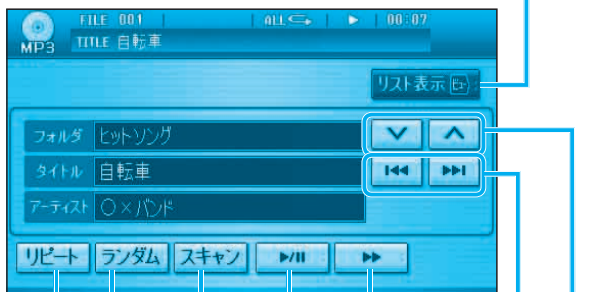 FILE 001 ALL 00:07
MP3 TITLE 自転車
リスト表示
フォルダ ヒットソング
タイトル 自転車
アーティスト ○×バンド
リピート ランダム スキャン ▶/II ▶▶